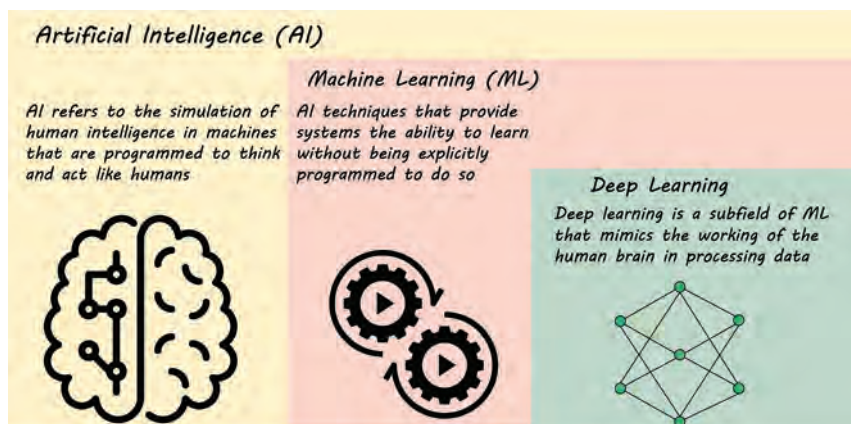 Artificial Intelligence (AI)
AI refers to the simulation of
human intelligence in machines
that are programmed to think
and act like humans
Machine Learning (ML)
AI techniques that provide
systems the ability to learn
without being explicitly
programmed to do so
Deep Learning
Deep learning is a subfield of ML
that mimics the working of the
human brain in processing data